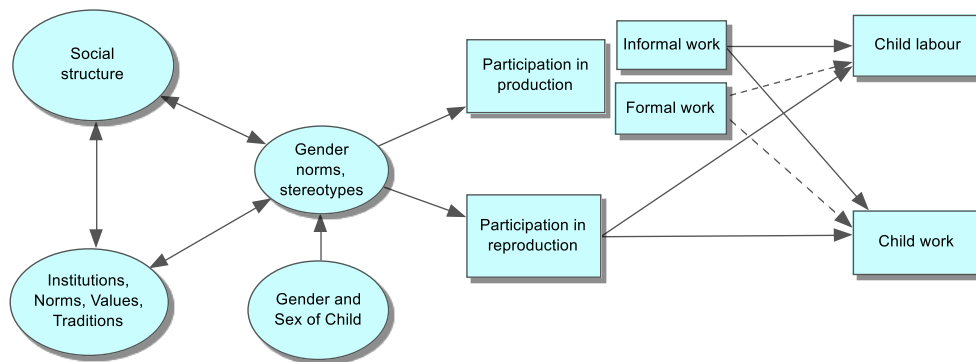 Social
structure
Institutions,
Norms, Values,
Traditions
Gender
norms,
stereotypes
Gender and
Sex of Child
Participation in
production
Participation in
reproduction
Informal work
Formal work
Child labour
Child work